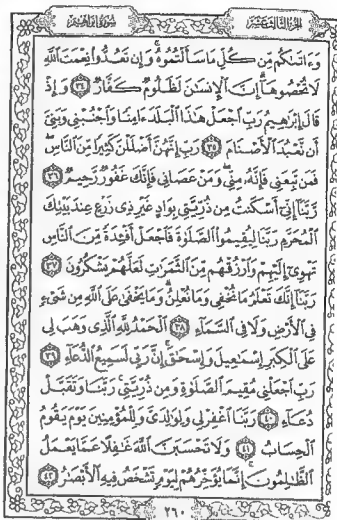 الجزء الثالث عشر سورة إبراهيم
وَءَاتَىٰكُم مِّن كُلِّ مَا سَأَلْتُمُوهُ ۚ وَإِن تَعُدُّوا۟ نِعْمَتَ ٱللَّهِ
لَا تُحْصُوهَآ ۗ إِنَّ ٱلْإِنسَٰنَ لَظَلُومٌ كَفَّارٌ ﴿٣٤﴾ وَإِذْ
قَالَ إِبْرَٰهِيمُ رَبِّ ٱجْعَلْ هَٰذَا ٱلْبَلَدَ ءَامِنًا وَٱجْنُبْنِى وَبَنِىَّ
أَن نَّعْبُدَ ٱلْأَصْنَامَ ﴿٣٥﴾ رَبِّ إِنَّهُنَّ أَضْلَلْنَ كَثِيرًا مِّنَ ٱلنَّاسِ ۖ
فَمَن تَبِعَنِى فَإِنَّهُۥ مِنِّى ۖ وَمَنْ عَصَانِى فَإِنَّكَ غَفُورٌ رَّحِيمٌ ﴿٣٦﴾
رَّبَّنَآ إِنِّىٓ أَسْكَنتُ مِن ذُرِّيَّتِى بِوَادٍ غَيْرِ ذِى زَرْعٍ عِندَ بَيْتِكَ
ٱلْمُحَرَّمِ رَبَّنَا لِيُقِيمُوا۟ ٱلصَّلَوٰةَ فَٱجْعَلْ أَفْـِٔدَةً مِّنَ ٱلنَّاسِ
تَهْوِىٓ إِلَيْهِمْ وَٱرْزُقْهُم مِّنَ ٱلثَّمَرَٰتِ لَعَلَّهُمْ يَشْكُرُونَ ﴿٣٧﴾
رَبَّنَآ إِنَّكَ تَعْلَمُ مَا نُخْفِى وَمَا نُعْلِنُ ۗ وَمَا يَخْفَىٰ عَلَى ٱللَّهِ مِن شَىْءٍ
فِى ٱلْأَرْضِ وَلَا فِى ٱلسَّمَآءِ ﴿٣٨﴾ ٱلْحَمْدُ لِلَّهِ ٱلَّذِى وَهَبَ لِى
عَلَى ٱلْكِبَرِ إِسْمَٰعِيلَ وَإِسْحَٰقَ ۚ إِنَّ رَبِّى لَسَمِيعُ ٱلدُّعَآءِ ﴿٣٩﴾
رَبِّ ٱجْعَلْنِى مُقِيمَ ٱلصَّلَوٰةِ وَمِن ذُرِّيَّتِى ۚ رَبَّنَا وَتَقَبَّلْ
دُعَآءِ ﴿٤٠﴾ رَبَّنَا ٱغْفِرْ لِى وَلِوَٰلِدَىَّ وَلِلْمُؤْمِنِينَ يَوْمَ يَقُومُ
ٱلْحِسَابُ ﴿٤١﴾ وَلَا تَحْسَبَنَّ ٱللَّهَ غَٰفِلًا عَمَّا يَعْمَلُ
ٱلظَّٰلِمُونَ ۚ إِنَّمَا يُؤَخِّرُهُمْ لِيَوْمٍ تَشْخَصُ فِيهِ ٱلْأَبْصَٰرُ ﴿٤٢﴾
٢٦٠